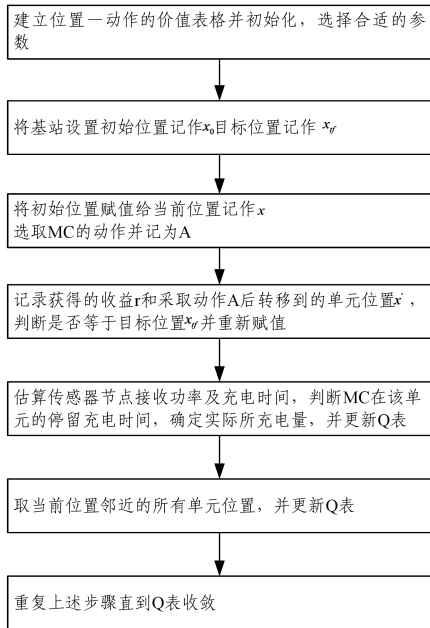 建立位置一动作的价值表格并初始化，选择合适的参
数
将基站设置初始位置记作x₀目标位置记作 x_tf
将初始位置赋值给当前位置记作 x
选取MC的动作并记为A
记录获得的收益r和采取动作A后转移到的单元位置x'，
判断是否等于目标位置x_tf并重新赋值
估算传感器节点接收功率及充电时间，判断MC在该单
元的停留充电时间，确定实际所充电量，并更新Q表
取当前位置邻近的所有单元位置，并更新Q表
重复上述步骤直到Q表收敛